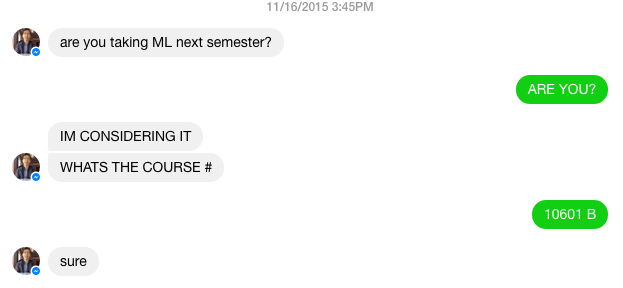 11/16/2015 3:45PM
are you taking ML next semester?
ARE YOU?
IM CONSIDERING IT
WHATS THE COURSE #
10601 B
sure